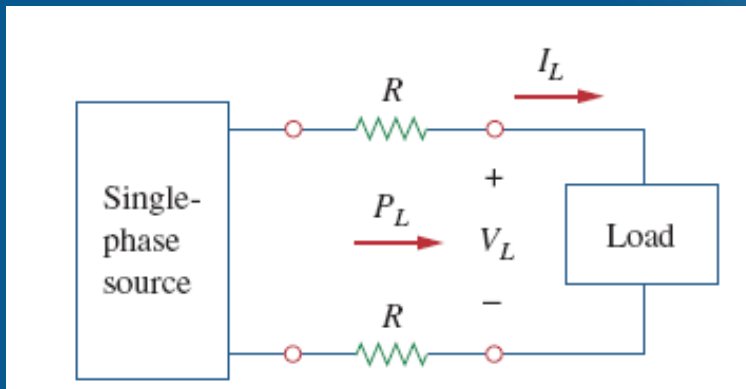 I_L
R
+
Single-
phase
source
P_L
V_L
Load
−
R